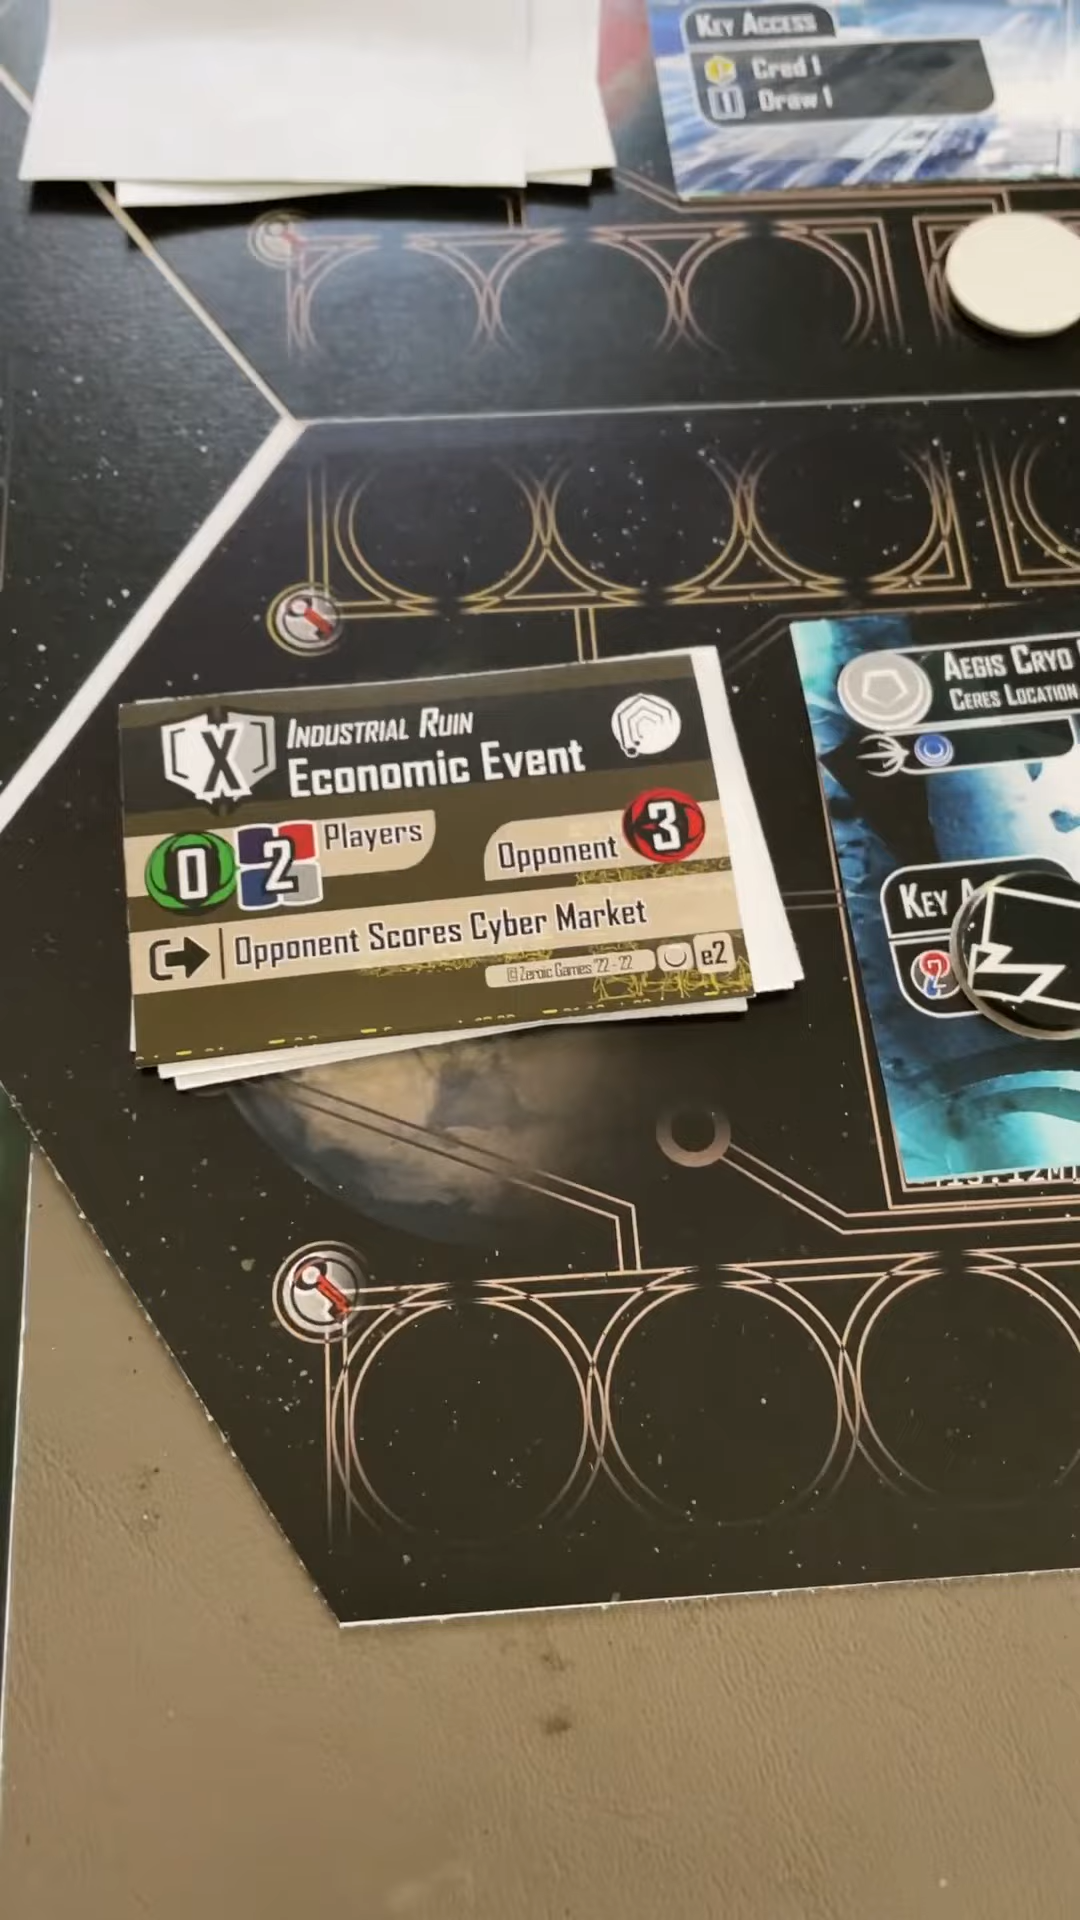 Key Access
Cred 1
Draw 1
Aegis Cryo
Ceres Location
X
Industrial Ruin
Economic Event
0 2 Players
Opponent 3
Opponent Scores Cyber Market
© Zeroic Games '22 - 22
e2
Key A
2